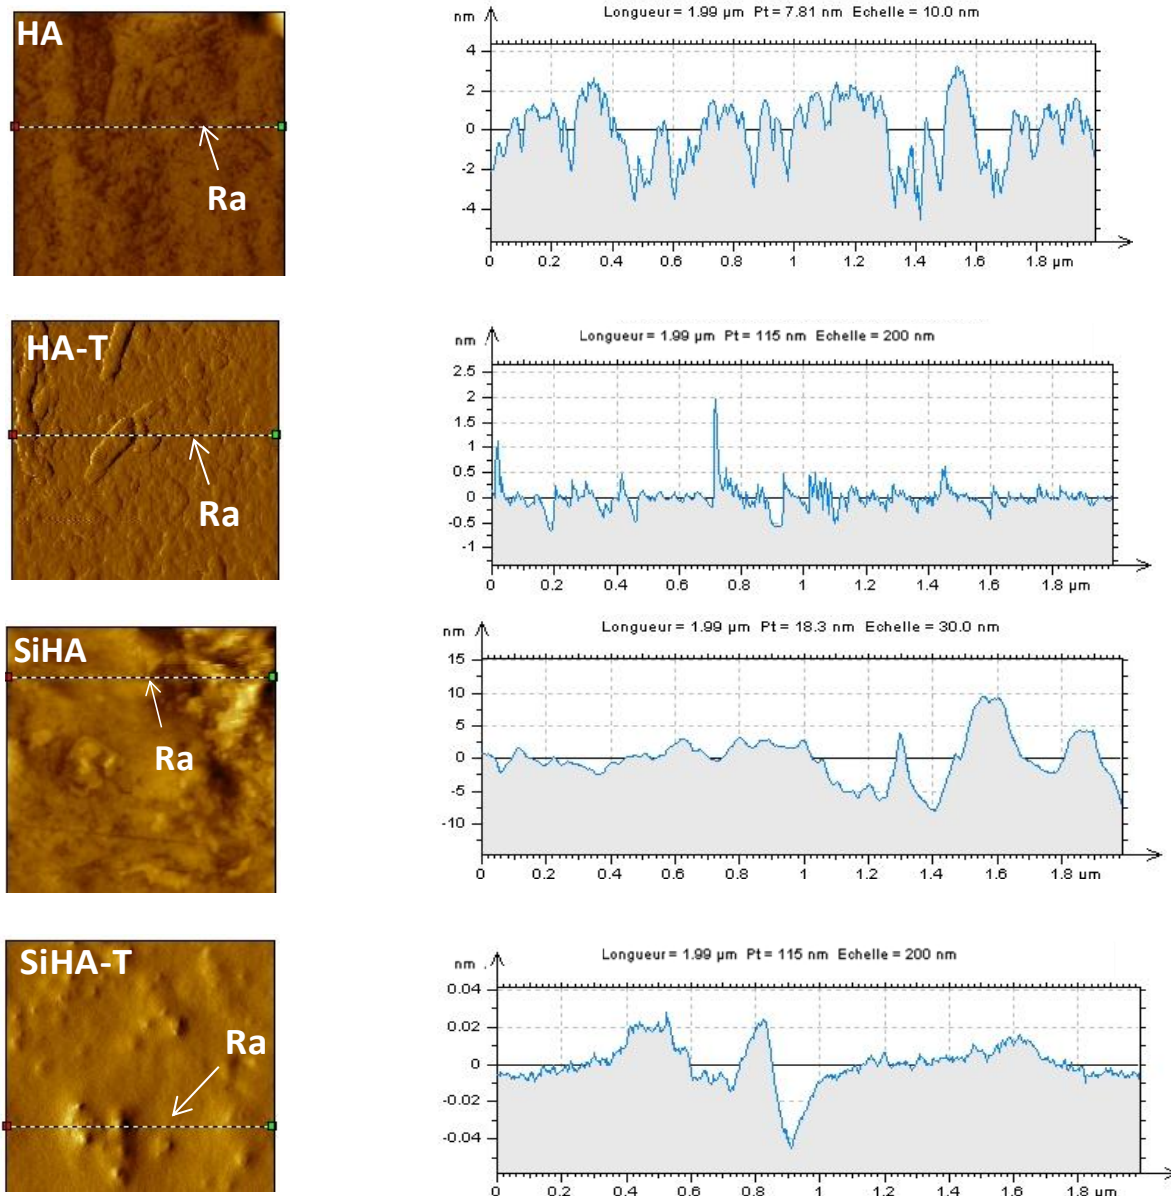 HA
Ra
nm
Longueur = 1.99 µm Pt = 7.81 nm Echelle = 10.0 nm
4
2
0
-2
-4
0 0.2 0.4 0.6 0.8 1 1.2 1.4 1.6 1.8 µm
HA-T
Ra
nm
Longueur = 1.99 µm Pt = 115 nm Echelle = 200 nm
2.5
2
1.5
1
0.5
0
-0.5
-1
0 0.2 0.4 0.6 0.8 1 1.2 1.4 1.6 1.8 µm
SiHA
Ra
nm
Longueur = 1.99 µm Pt = 18.3 nm Echelle = 30.0 nm
15
10
5
0
-5
-10
0 0.2 0.4 0.6 0.8 1 1.2 1.4 1.6 1.8 µm
SiHA-T
Ra
nm
Longueur = 1.99 µm Pt = 115 nm Echelle = 200 nm
0.04
0.02
0
-0.02
-0.04
0 0.2 0.4 0.6 0.8 1 1.2 1.4 1.6 1.8 µm